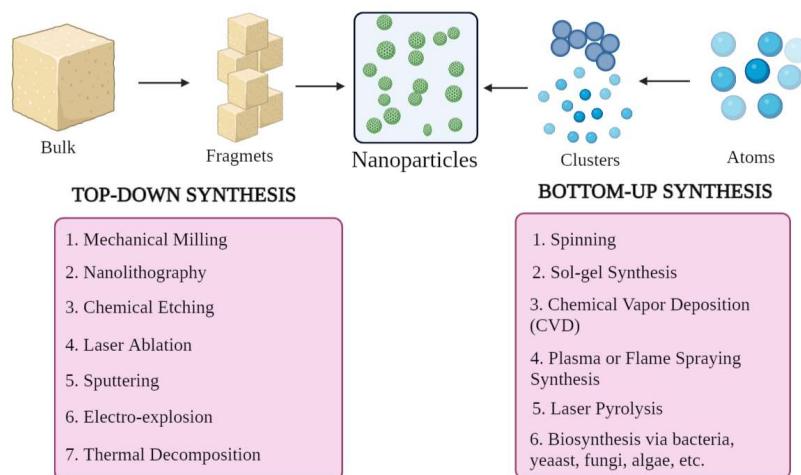 Bulk
Fragmets
Nanoparticles
Clusters
Atoms
TOP-DOWN SYNTHESIS
1. Mechanical Milling
2. Nanolithography
3. Chemical Etching
4. Laser Ablation
5. Sputtering
6. Electro-explosion
7. Thermal Decomposition
BOTTOM-UP SYNTHESIS
1. Spinning
2. Sol-gel Synthesis
3. Chemical Vapor Deposition
(CVD)
4. Plasma or Flame Spraying
Synthesis
5. Laser Pyrolysis
6. Biosynthesis via bacteria,
yeaast, fungi, algae, etc.